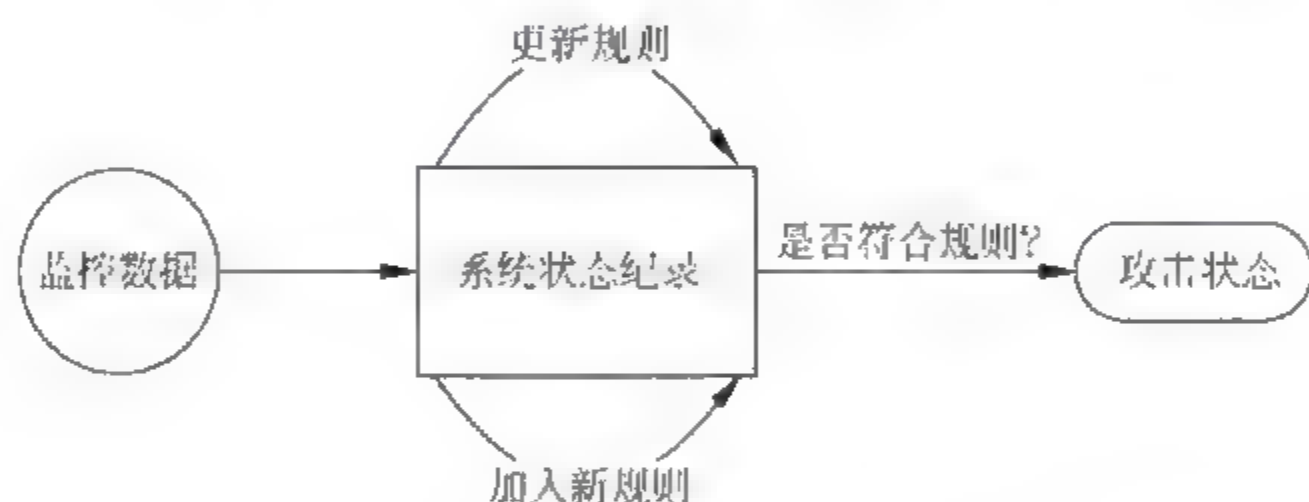 更新规则
监控数据
系统状态纪录
是否符合规则?
攻击状态
加入新规则